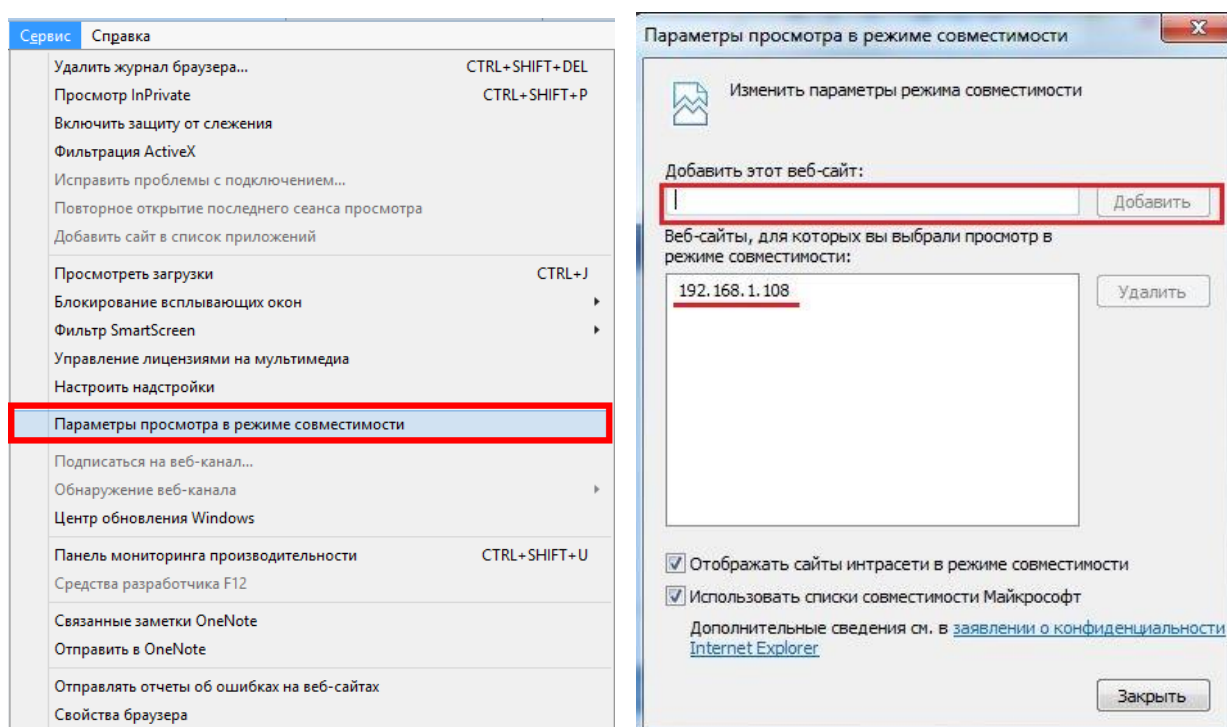 Сервис Справка
Удалить журнал браузера... CTRL+SHIFT+DEL
Просмотр InPrivate CTRL+SHIFT+P
Включить защиту от слежения
Фильтрация ActiveX
Исправить проблемы с подключением...
Повторное открытие последнего сеанса просмотра
Добавить сайт в список приложений
Просмотреть загрузки CTRL+J
Блокирование всплывающих окон
Фильтр SmartScreen
Управление лицензиями на мультимедиа
Настроить надстройки
Параметры просмотра в режиме совместимости
Подписаться на веб-канал...
Обнаружение веб-канала
Центр обновления Windows
Панель мониторинга производительности CTRL+SHIFT+U
Средства разработчика F12
Связанные заметки OneNote
Отправить в OneNote
Отправлять отчеты об ошибках на веб-сайтах
Свойства браузера
Параметры просмотра в режиме совместимости
Изменить параметры режима совместимости
Добавить этот веб-сайт:
Добавить
Веб-сайты, для которых вы выбрали просмотр в
режиме совместимости:
192.168.1.108
Удалить
Отображать сайты интрасети в режиме совместимости
Использовать списки совместимости Майкрософт
Дополнительные сведения см. в заявлении о конфиденциальности
Internet Explorer
Закрыть